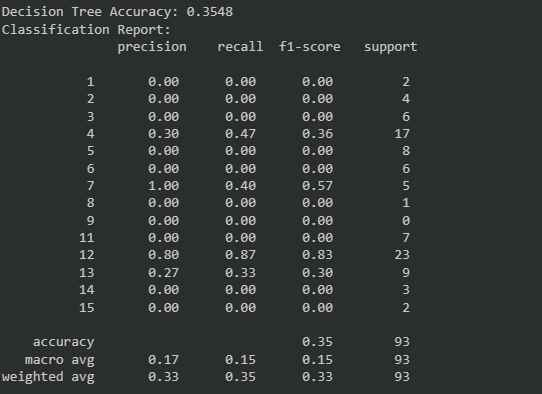 Decision Tree Accuracy: 0.3548
Classification Report:
precision recall f1-score support
1 0.00 0.00 0.00 2
2 0.00 0.00 0.00 4
3 0.00 0.00 0.00 6
4 0.30 0.47 0.36 17
5 0.00 0.00 0.00 8
6 0.00 0.00 0.00 6
7 1.00 0.40 0.57 5
8 0.00 0.00 0.00 1
9 0.00 0.00 0.00 0
11 0.00 0.00 0.00 7
12 0.80 0.87 0.83 23
13 0.27 0.33 0.30 9
14 0.00 0.00 0.00 3
15 0.00 0.00 0.00 2
accuracy 0.35 93
macro avg 0.17 0.15 0.15 93
weighted avg 0.33 0.35 0.33 93